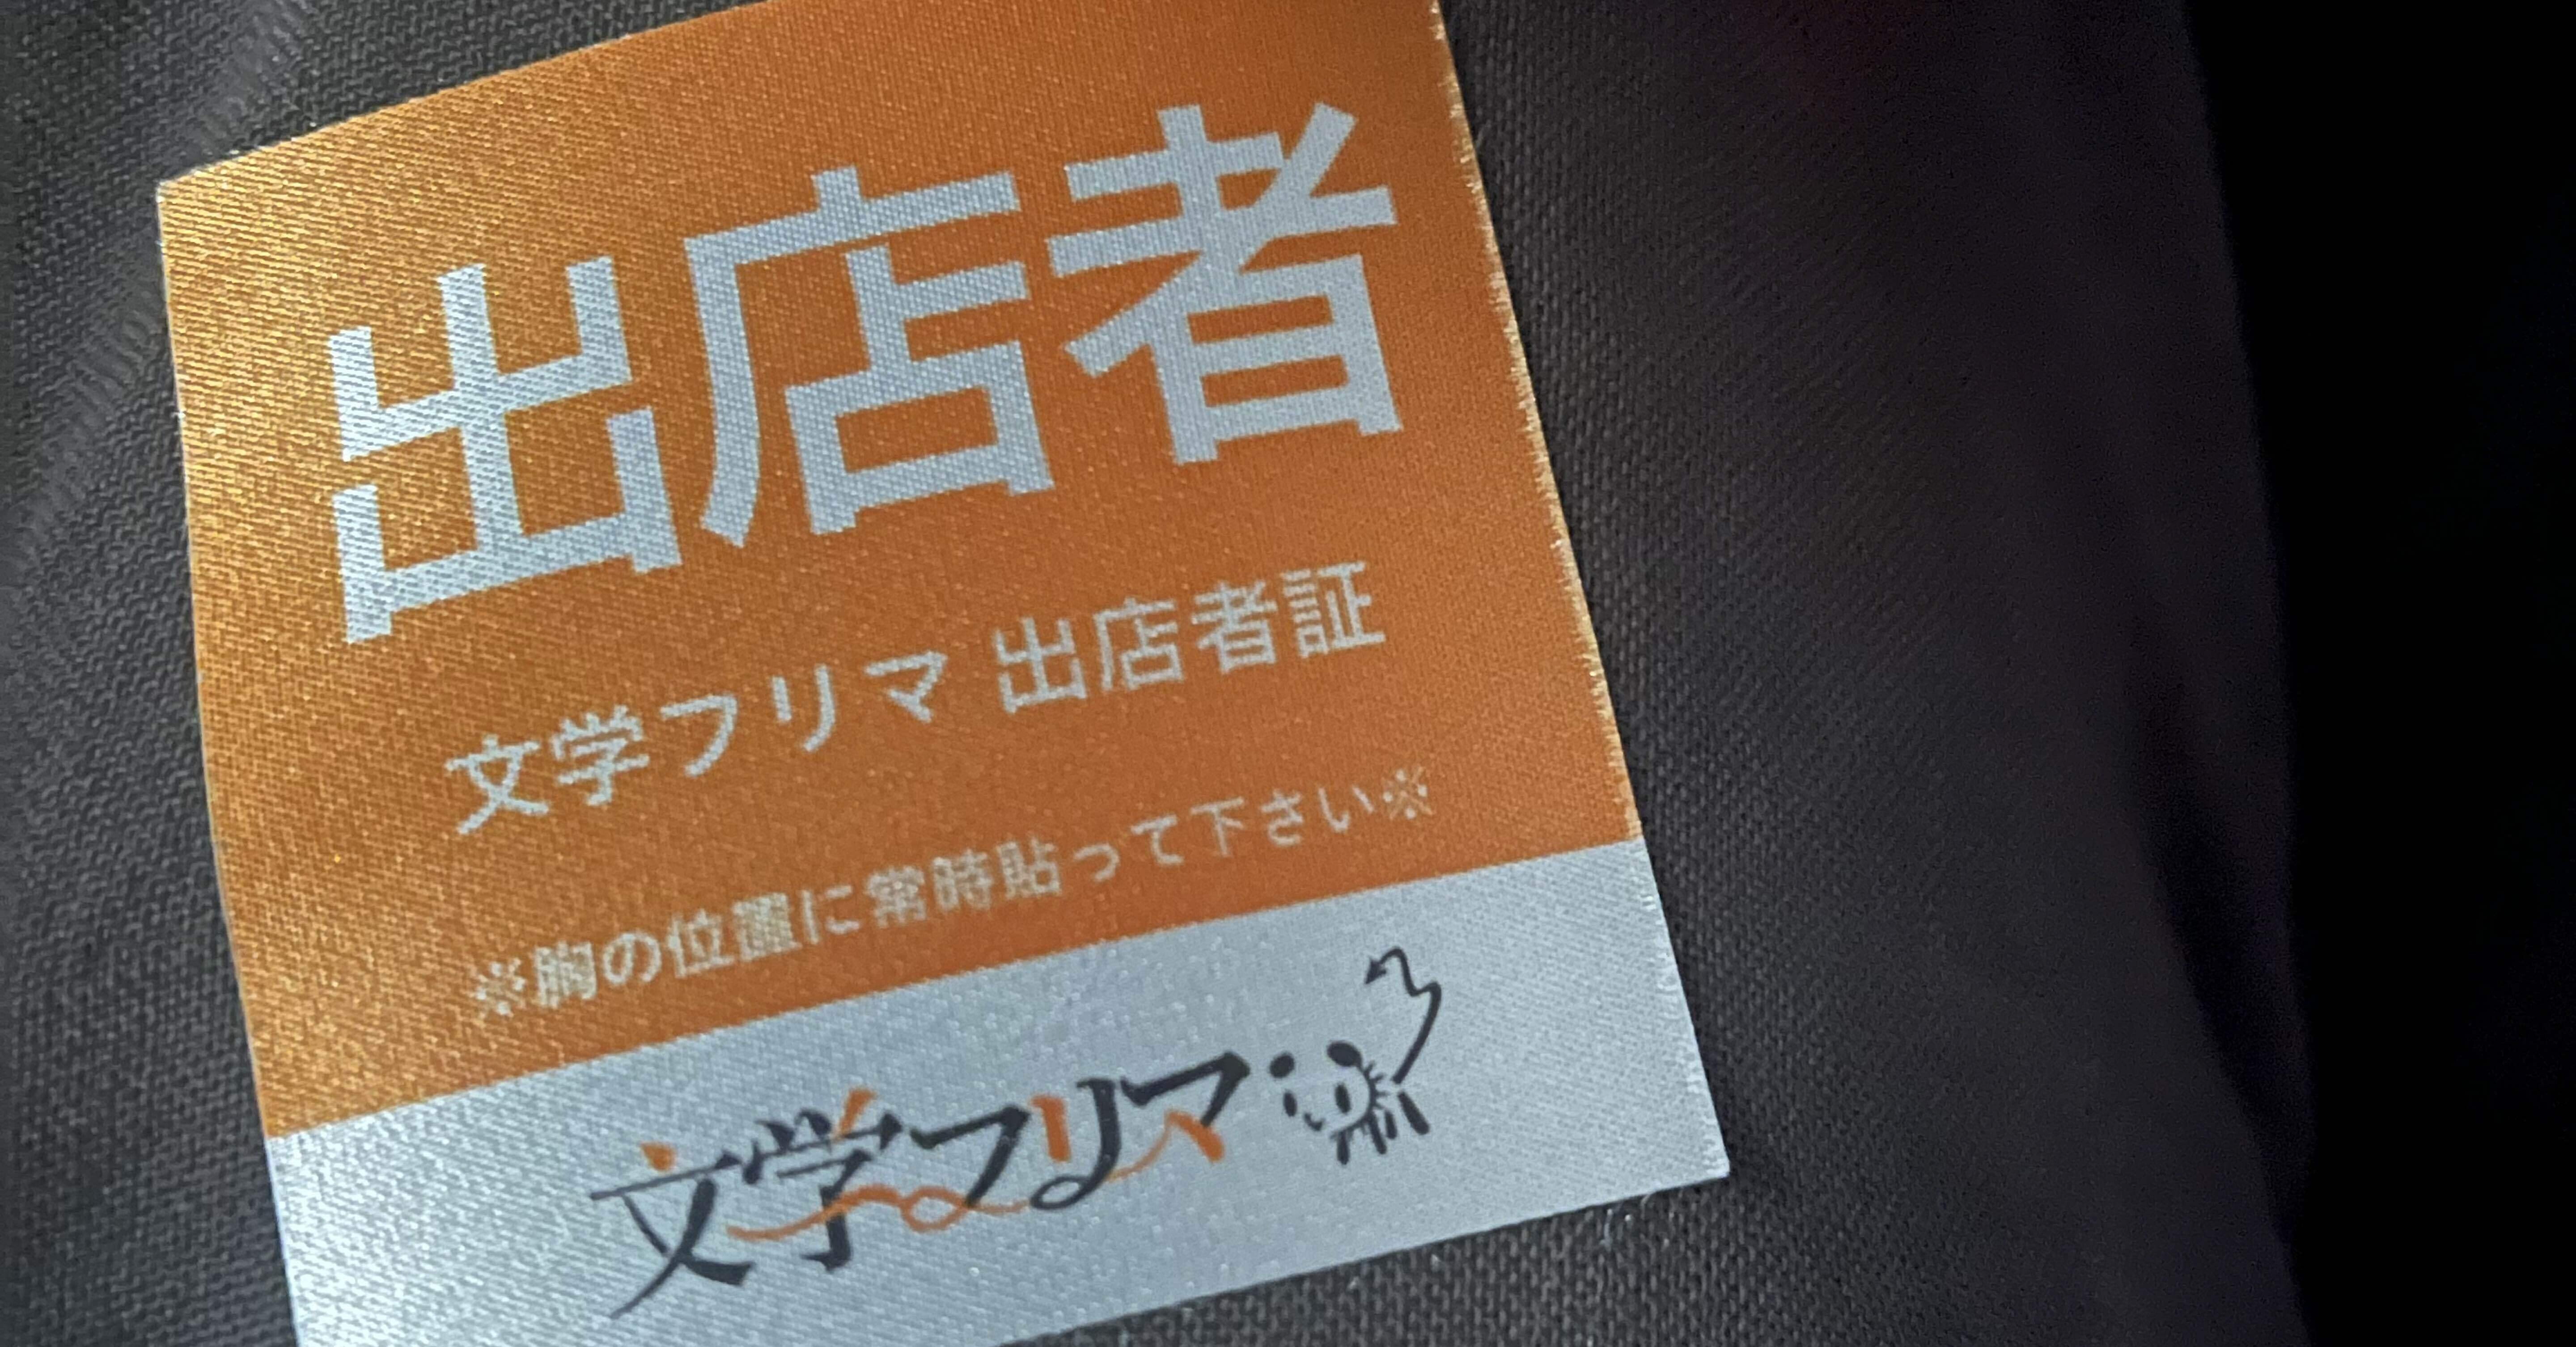 出店者
文学フリマ 出店者証
※胸の位置に常時貼って下さい※
文学フリマ